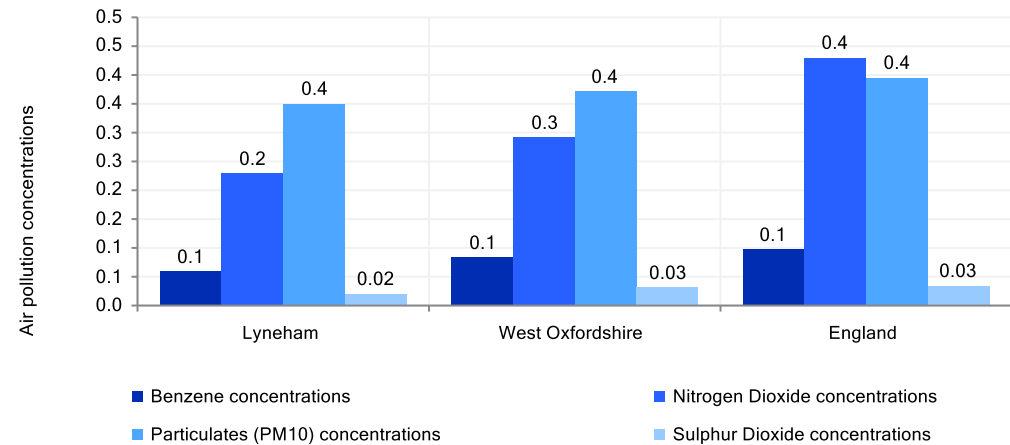 Air pollution concentrations
0.5
0.5
0.4
0.4
0.3
0.3
0.2
0.2
0.1
0.1
0.0
0.1
0.2
0.4
0.02
0.1
0.3
0.4
0.03
0.1
0.4
0.4
0.03
Lyneham
West Oxfordshire
England
Benzene concentrations
Nitrogen Dioxide concentrations
Particulates (PM10) concentrations
Sulphur Dioxide concentrations